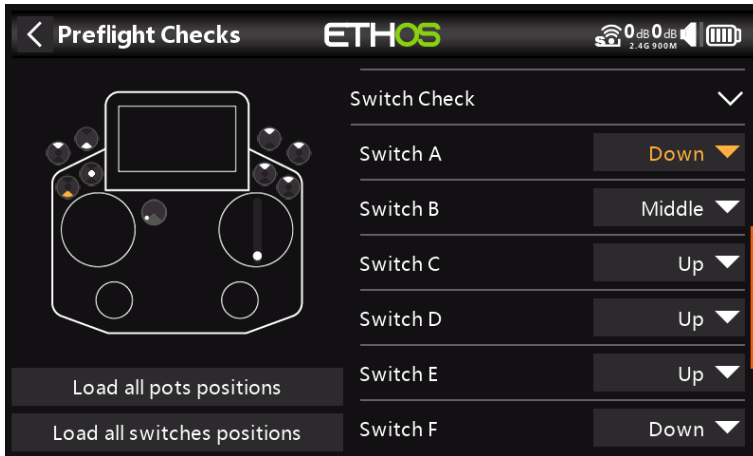 Preflight Checks
ETHOS
0dB 0dB
2.4G 900M
Switch Check
Switch A Down
Switch B Middle
Switch C Up
Switch D Up
Switch E Up
Switch F Down
Load all pots positions
Load all switches positions